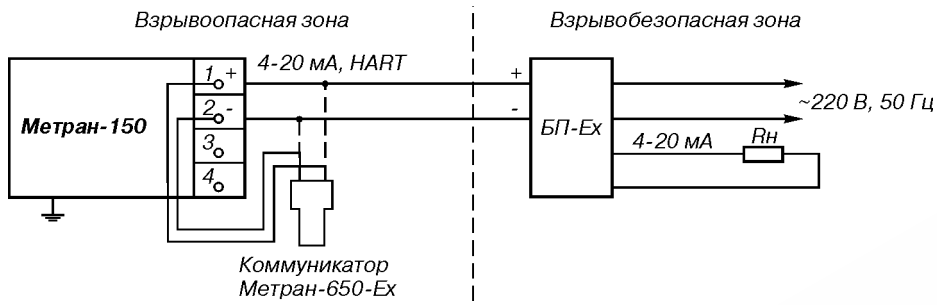 Взрывоопасная зона
Взрывобезопасная зона
4-20 мА, HART
1 +
2 -
3
4
Метран-150
+
-
БП-Ex
~220 В, 50 Гц
4-20 мА
Rн
Коммуникатор
Метран-650-Ex